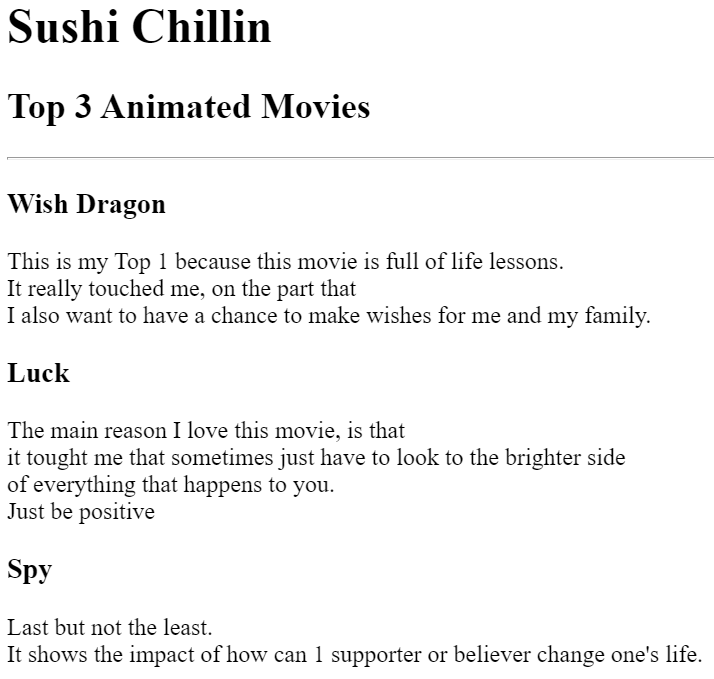 Sushi Chillin
Top 3 Animated Movies
Wish Dragon
This is my Top 1 because this movie is full of life lessons.
It really touched me, on the part that
I also want to have a chance to make wishes for me and my family.
Luck
The main reason I love this movie, is that
it tought me that sometimes just have to look to the brighter side
of everything that happens to you.
Just be positive
Spy
Last but not the least.
It shows the impact of how can 1 supporter or believer change one's life.